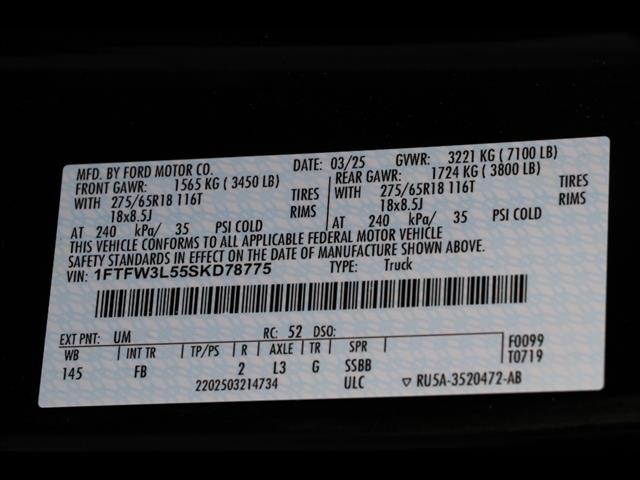 MFD. BY FORD MOTOR CO. DATE: 03/25 GVWR: 3221 KG (7100 LB)
FRONT GAWR: 1565 KG (3450 LB) REAR GAWR: 1724 KG (3800 LB)
WITH 275/65R18 116T TIRES WITH 275/65R18 116T TIRES
18x8.5J RIMS 18x8.5J RIMS
AT 240 kPa/ 35 PSI COLD AT 240 kPa/ 35 PSI COLD
THIS VEHICLE CONFORMS TO ALL APPLICABLE FEDERAL MOTOR VEHICLE
SAFETY STANDARDS IN EFFECT ON THE DATE OF MANUFACTURE SHOWN ABOVE.
VIN: 1FTFW3L55SKD78775 TYPE: Truck
EXT PNT: UM RC: 52 DSO: F0099
WB INT TR TP/PS R AXLE TR SPR T0719
145 FB 2 L3 G SSBB
2202503214734 ULC ▽ RU5A-3520472-AB